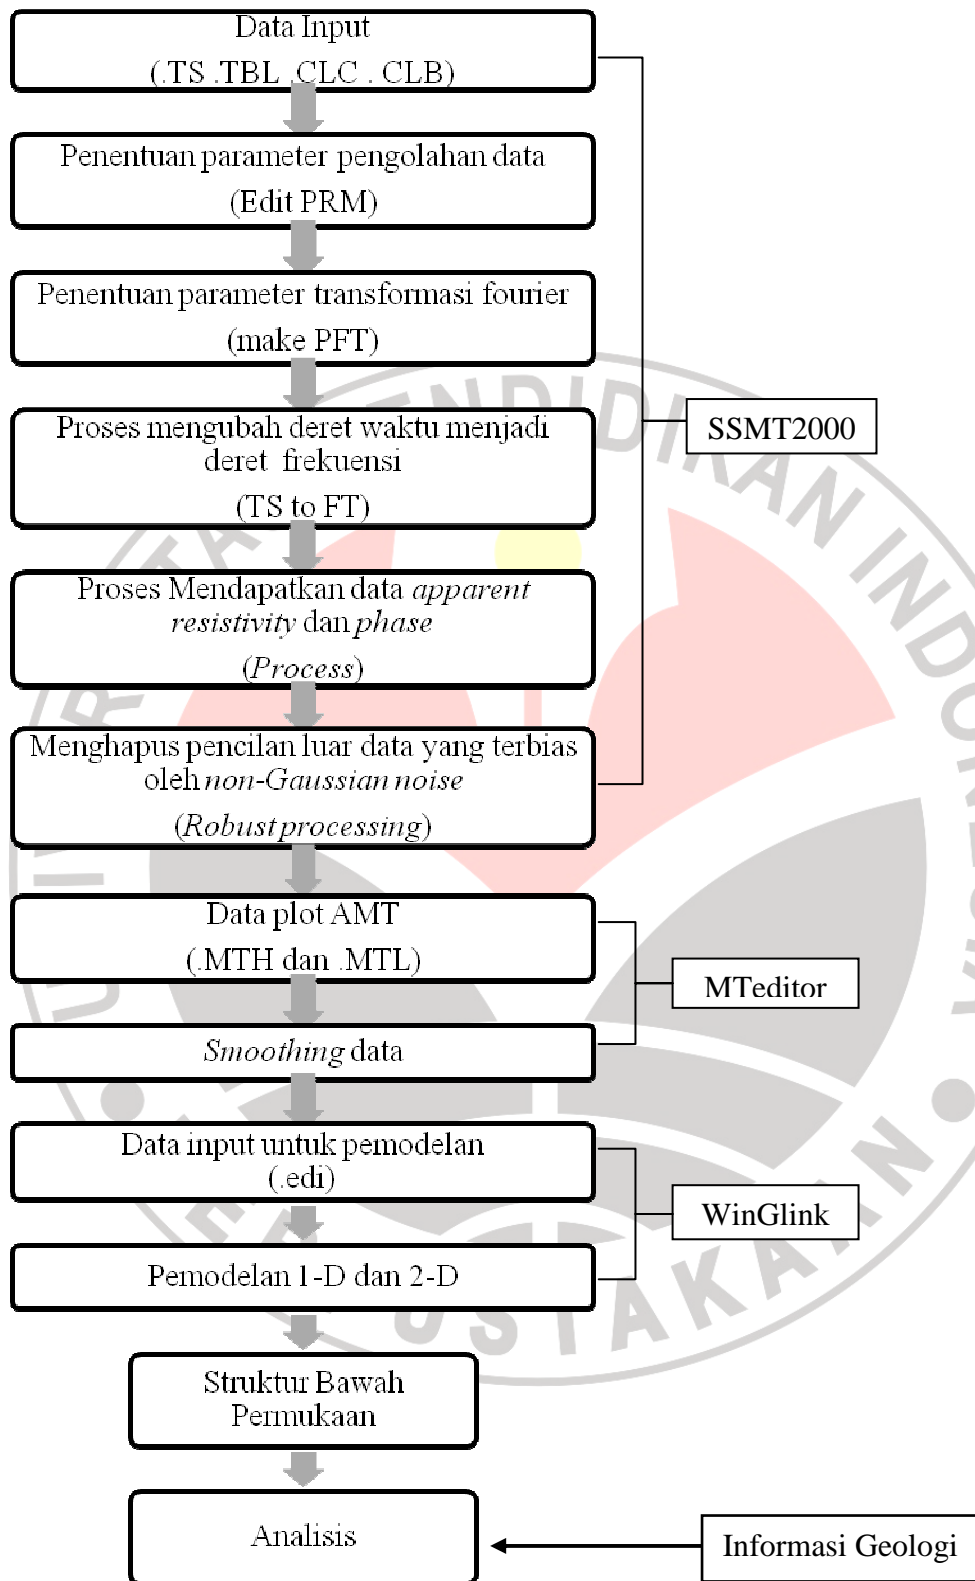 Data Input
(.TS .TBL .CLC . CLB)
Penentuan parameter pengolahan data
(Edit PRM)
Penentuan parameter transformasi fourier
(make PFT)
Proses mengubah deret waktu menjadi
deret frekuensi
(TS to FT)
SSMT2000
Proses Mendapatkan data apparent
resistivity dan phase
(Process)
Menghapus pencilan luar data yang terbias
oleh non-Gaussian noise
(Robust processing)
Data plot AMT
(.MTH dan .MTL)
MTeditor
Smoothing data
Data input untuk pemodelan
(.edi)
WinGlink
Pemodelan 1-D dan 2-D
Struktur Bawah
Permukaan
Analisis
Informasi Geologi